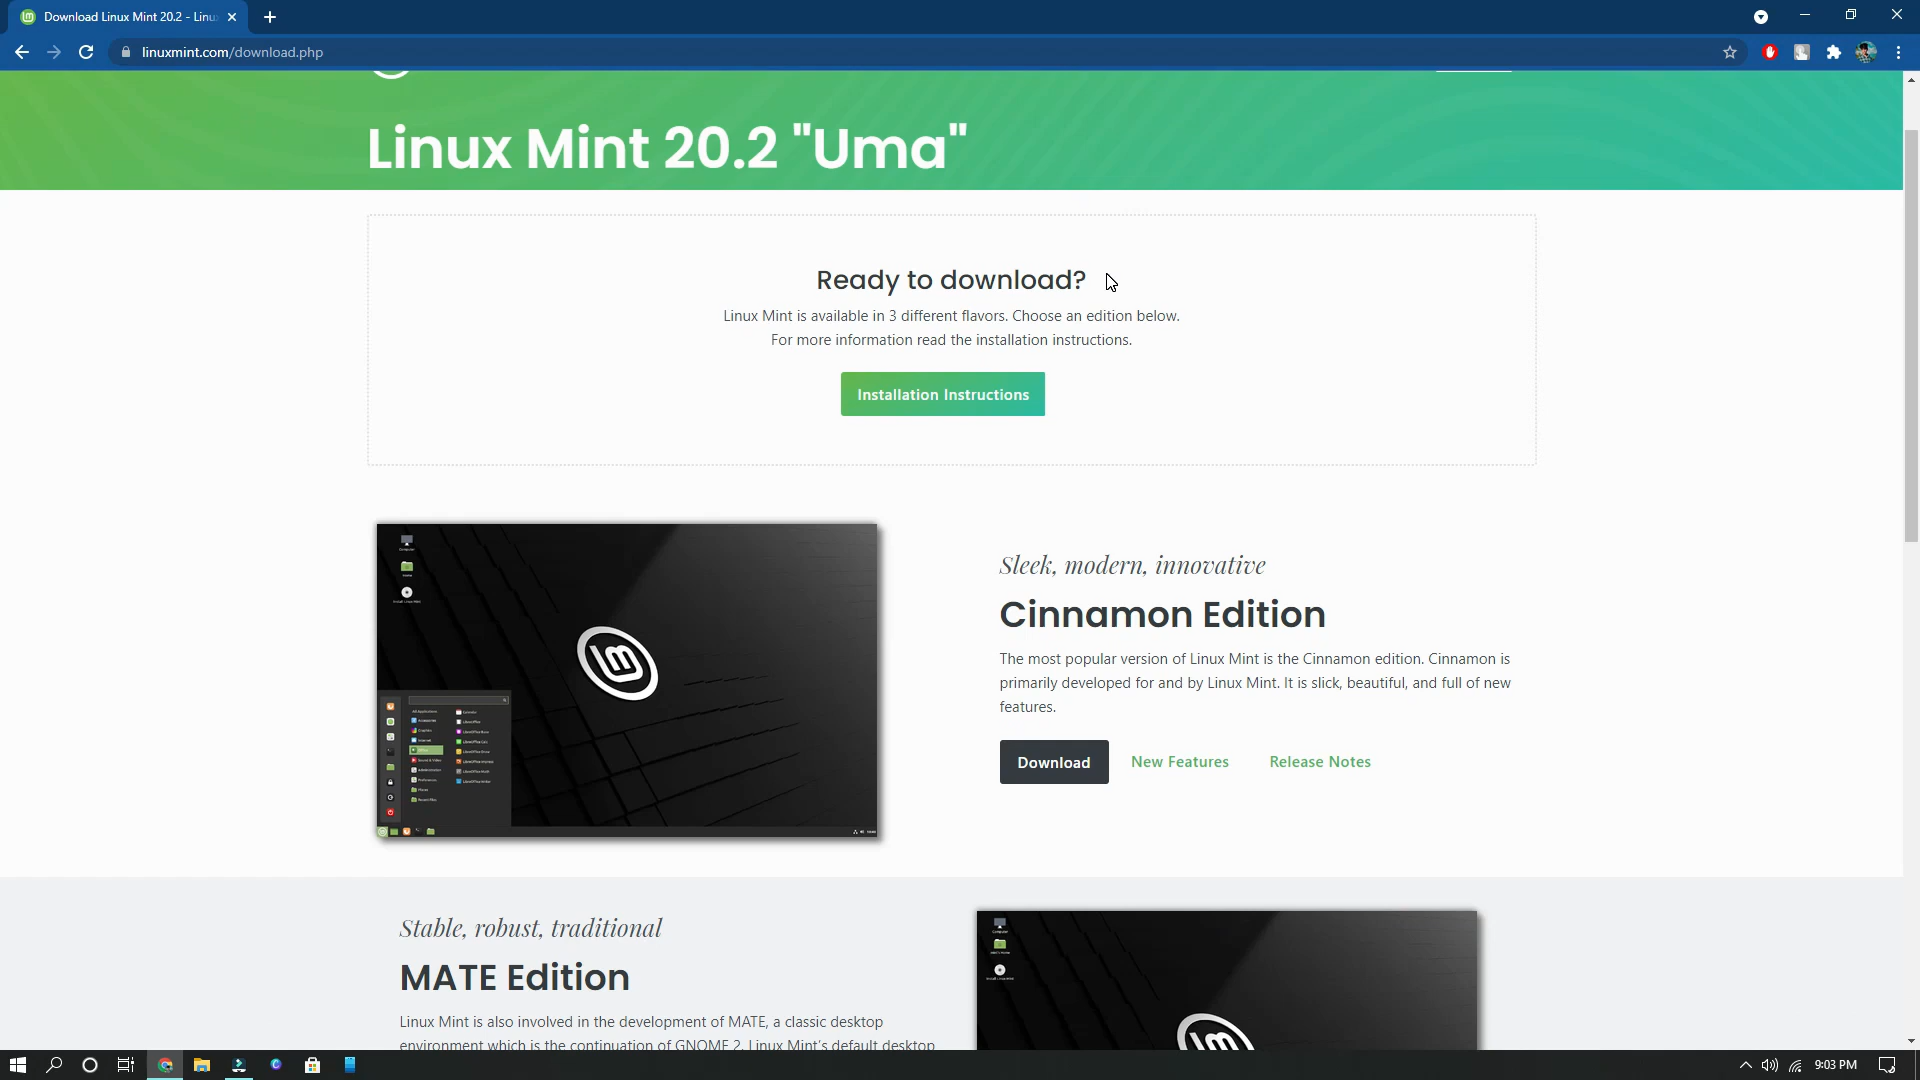 Download Linux Mint 20.2 - Linu
linuxmint.com/download.php
Linux Mint 20.2 "Uma"
Ready to download?
Linux Mint is available in 3 different flavors. Choose an edition below.
For more information read the installation instructions.
Installation Instructions
Sleek, modern, innovative
Cinnamon Edition
The most popular version of Linux Mint is the Cinnamon edition. Cinnamon is
primarily developed for and by Linux Mint. It is slick, beautiful, and full of new
features.
Download New Features Release Notes
Stable, robust, traditional
MATE Edition
Linux Mint is also involved in the development of MATE, a classic desktop
environment which is the continuation of GNOME 2, Linux Mint's default desktop
9:03 PM